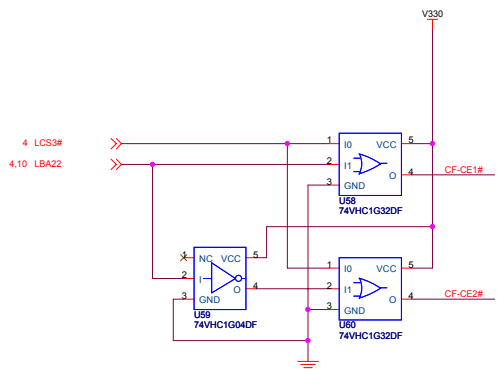 V330
4 LCS3#
4,10 LBA22
1 I0 VCC 5
2 I1
O 4 CF-CE1#
3 GND
U58
74VHC1G32DF
1 NC VCC 5
2 I
O 4
3 GND
U59
74VHC1G04DF
1 I0 VCC 5
2 I1
O 4 CF-CE2#
3 GND
U60
74VHC1G32DF